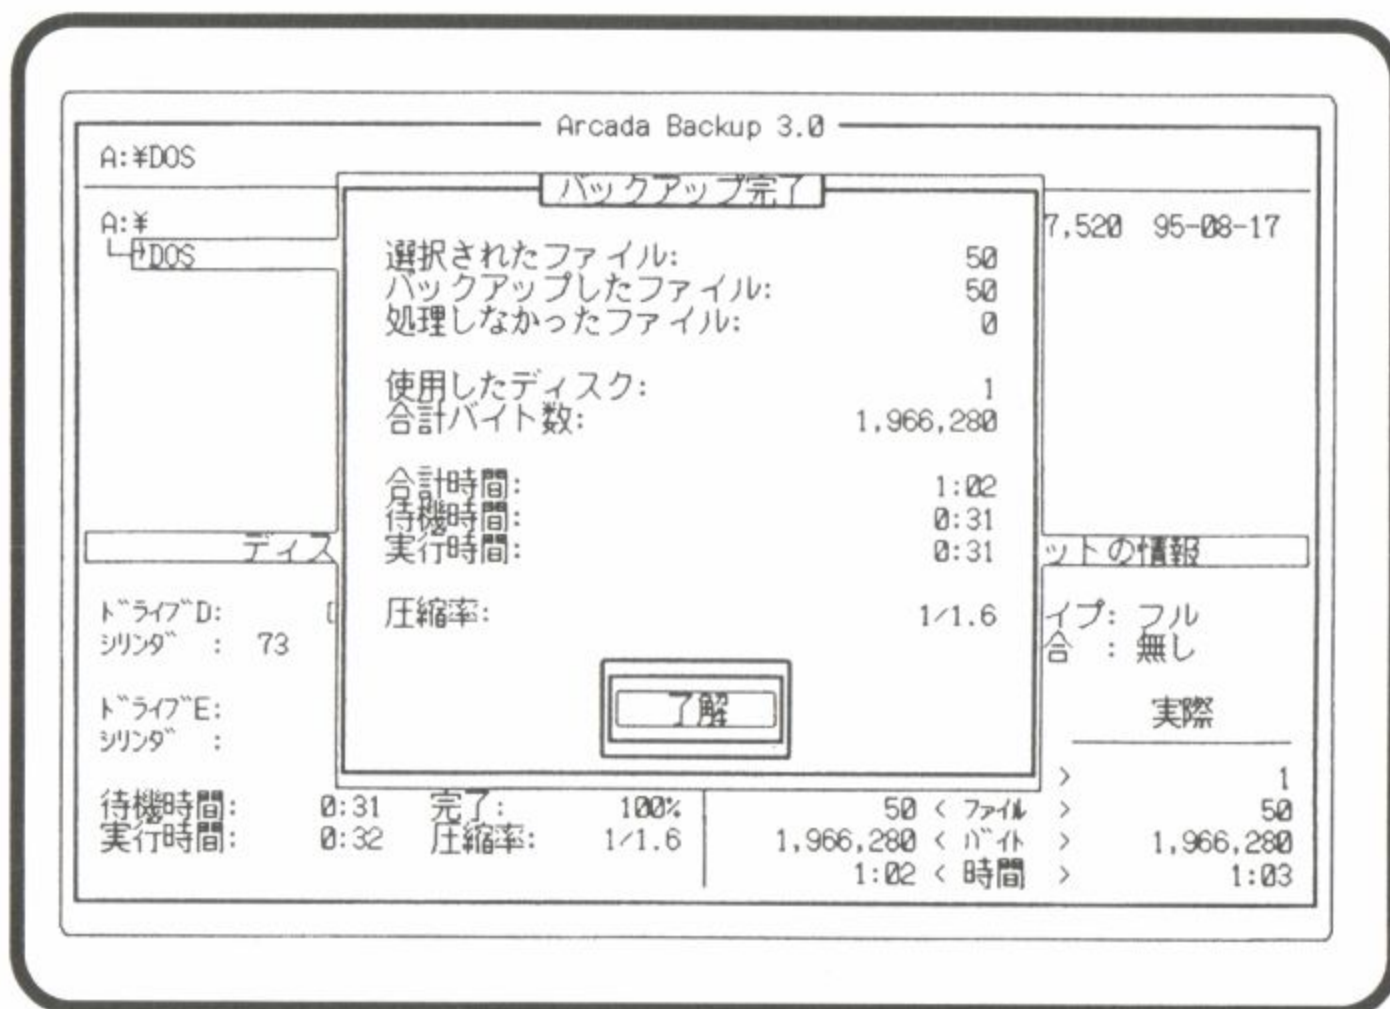 Arcada Backup 3.0
A:¥DOS
バックアップ完了
A:¥
DOS
7,520 95-08-17
選択されたファイル: 50
バックアップしたファイル: 50
処理しなかったファイル: 0
使用したディスク: 1
合計バイト数: 1,966,280
合計時間: 1:02
待機時間: 0:31
実行時間: 0:31
圧縮率: 1/1.6
了解
ディス
ットの情報
ドライブD:
シリンダ : 73
イプ: フル
合 : 無し
ドライブE:
シリンダ :
実際
> 1
待機時間: 0:31 完了: 100%
50 < ファイル > 50
実行時間: 0:32 圧縮率: 1/1.6
1,966,280 < バイト > 1,966,280
1:02 < 時間 > 1:03